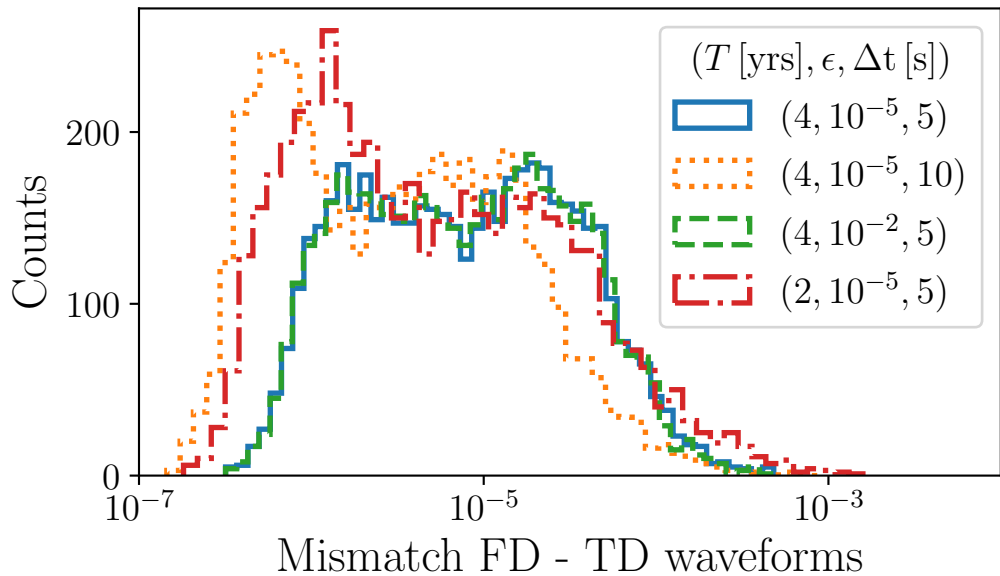 (T [yrs], ϵ, Δt [s])
(4, 10⁻⁵, 5)
(4, 10⁻⁵, 10)
(4, 10⁻², 5)
(2, 10⁻⁵, 5)
Counts
200
100
0
10⁻⁷
10⁻⁵
10⁻³
Mismatch FD - TD waveforms